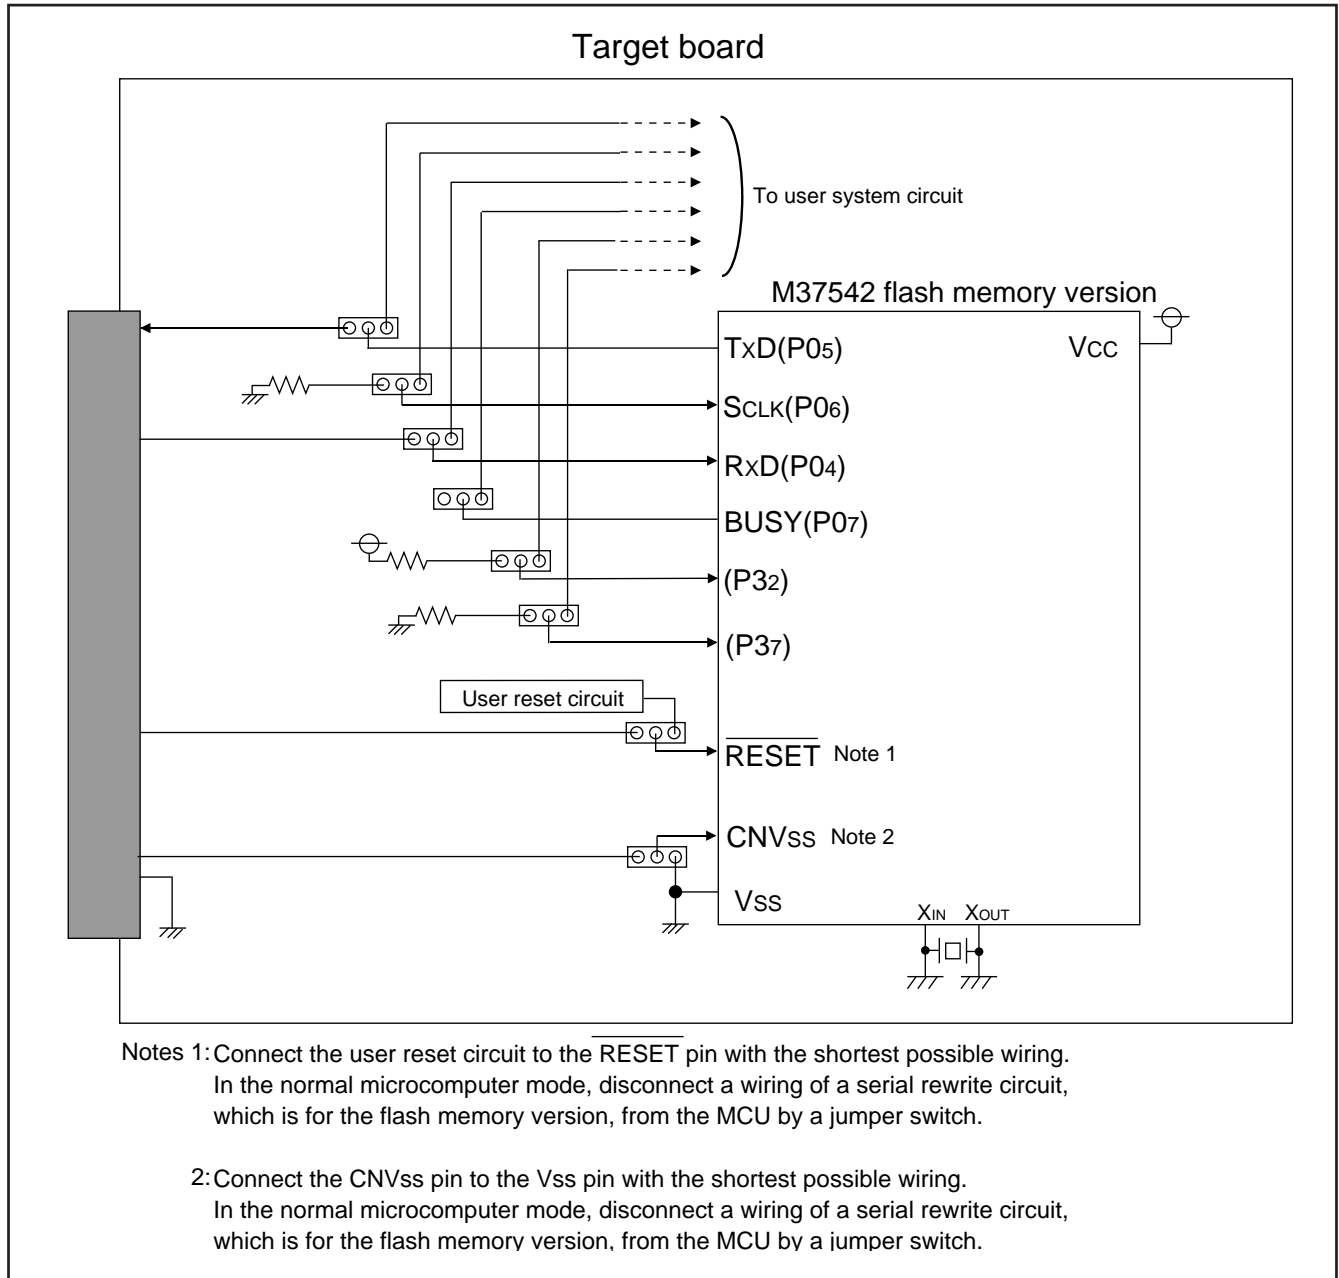 Target board
To user system circuit
M37542 flash memory version
TxD(P05)
VCC
SCLK(P06)
RxD(P04)
BUSY(P07)
(P32)
(P37)
User reset circuit
RESET Note 1
CNVSS Note 2
VSS
XIN XOUT
Notes 1: Connect the user reset circuit to the RESET pin with the shortest possible wiring.
In the normal microcomputer mode, disconnect a wiring of a serial rewrite circuit,
which is for the flash memory version, from the MCU by a jumper switch.
2: Connect the CNVss pin to the Vss pin with the shortest possible wiring.
In the normal microcomputer mode, disconnect a wiring of a serial rewrite circuit,
which is for the flash memory version, from the MCU by a jumper switch.